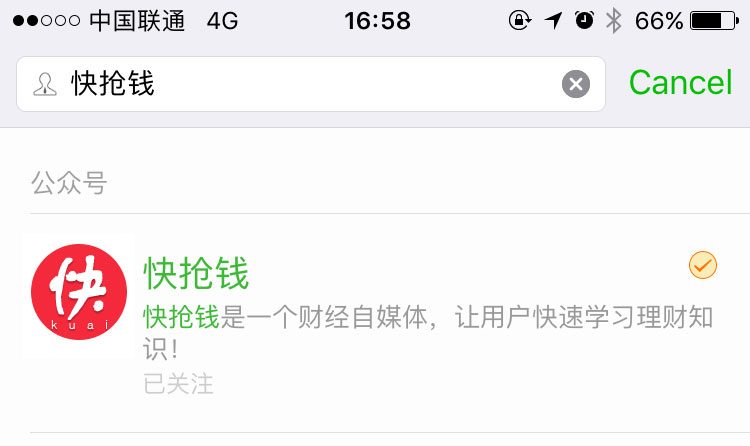 中国联通 4G 16:58 66%
快抢钱 Cancel
公众号
快 kuai
快抢钱
快抢钱是一个财经自媒体，让用户快速学习理财知
识！
已关注